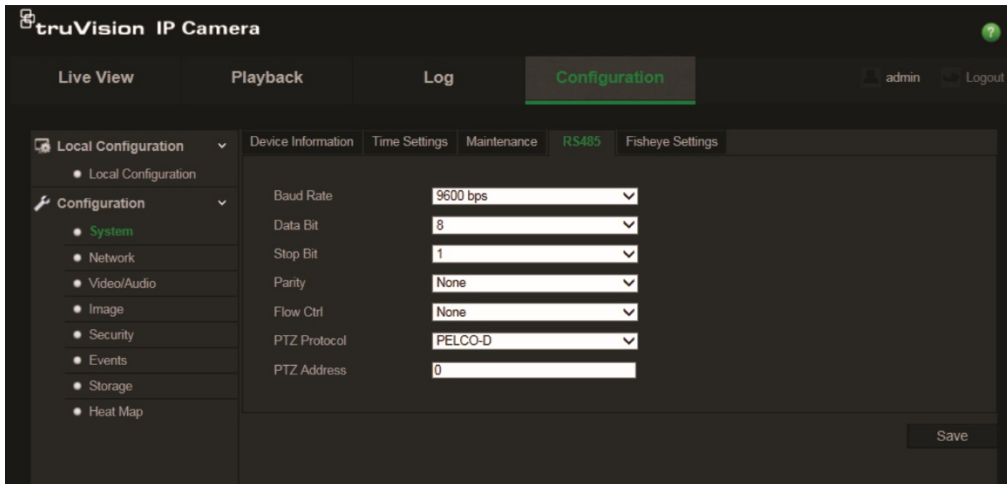 truVision IP Camera
?
Live View Playback Log Configuration admin Logout
Device Information Time Settings Maintenance RS485 Fisheye Settings
Local Configuration
Local Configuration
Configuration
System
Network
Video/Audio
Image
Security
Events
Storage
Heat Map
Baud Rate 9600 bps
Data Bit 8
Stop Bit 1
Parity None
Flow Ctrl None
PTZ Protocol PELCO-D
PTZ Address 0
Save